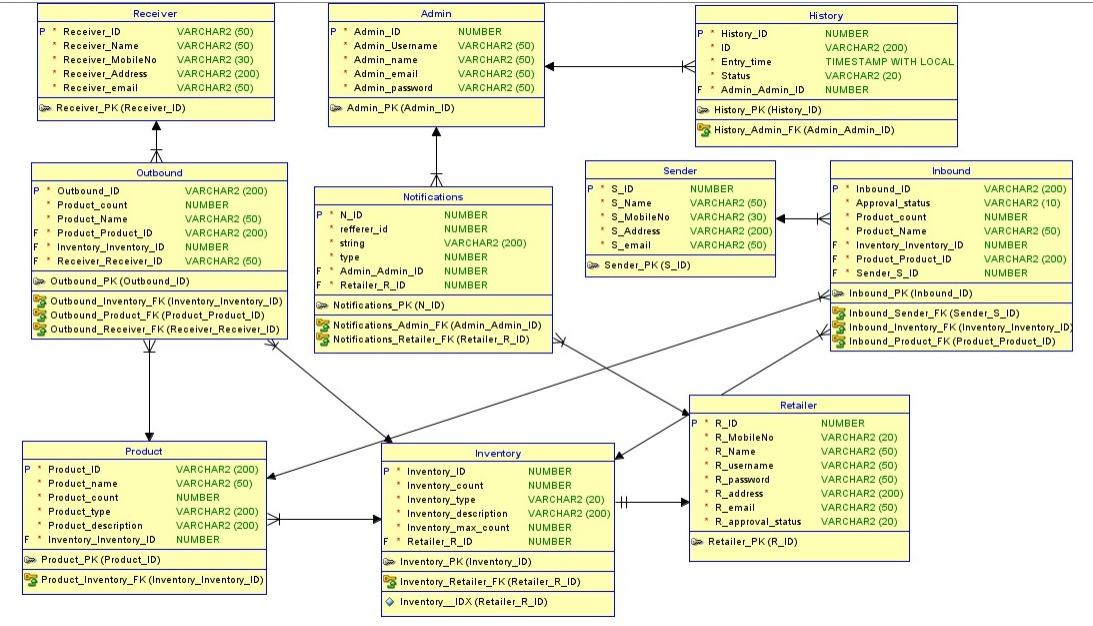 Receiver
P * Receiver_ID VARCHAR2 (50)
* Receiver_Name VARCHAR2 (50)
* Receiver_MobileNo VARCHAR2 (30)
* Receiver_Address VARCHAR2 (200)
* Receiver_email VARCHAR2 (50)
Receiver_PK (Receiver_ID)
Admin
P * Admin_ID NUMBER
* Admin_Username VARCHAR2 (50)
* Admin_name VARCHAR2 (50)
* Admin_email VARCHAR2 (50)
* Admin_password VARCHAR2 (50)
Admin_PK (Admin_ID)
History
P * History_ID NUMBER
* ID VARCHAR2 (200)
* Entry_time TIMESTAMP WITH LOCAL
* Status VARCHAR2 (20)
F * Admin_Admin_ID NUMBER
History_PK (History_ID)
History_Admin_FK (Admin_Admin_ID)
Outbound
P * Outbound_ID VARCHAR2 (200)
* Product_count NUMBER
* Product_Name VARCHAR2 (50)
F * Product_Product_ID VARCHAR2 (200)
F * Inventory_Inventory_ID NUMBER
F * Receiver_Receiver_ID VARCHAR2 (50)
Outbound_PK (Outbound_ID)
Outbound_Inventory_FK (Inventory_Inventory_ID)
Outbound_Product_FK (Product_Product_ID)
Outbound_Receiver_FK (Receiver_Receiver_ID)
Notifications
P * N_ID NUMBER
* refferer_id NUMBER
* string VARCHAR2 (200)
* type NUMBER
F * Admin_Admin_ID NUMBER
F * Retailer_R_ID NUMBER
Notifications_PK (N_ID)
Notifications_Admin_FK (Admin_Admin_ID)
Notifications_Retailer_FK (Retailer_R_ID)
Sender
P * S_ID NUMBER
* S_Name VARCHAR2 (50)
* S_MobileNo VARCHAR2 (30)
* S_Address VARCHAR2 (200)
* S_email VARCHAR2 (50)
Sender_PK (S_ID)
Inbound
P * Inbound_ID VARCHAR2 (200)
* Approval_status VARCHAR2 (10)
* Product_count NUMBER
* Product_Name VARCHAR2 (50)
F * Inventory_Inventory_ID NUMBER
F * Product_Product_ID VARCHAR2 (200)
F * Sender_S_ID NUMBER
Inbound_PK (Inbound_ID)
Inbound_Sender_FK (Sender_S_ID)
Inbound_Inventory_FK (Inventory_Inventory_ID)
Inbound_Product_FK (Product_Product_ID)
Product
P * Product_ID VARCHAR2 (200)
* Product_name VARCHAR2 (50)
* Product_count NUMBER
* Product_type VARCHAR2 (200)
* Product_description VARCHAR2 (200)
F * Inventory_Inventory_ID NUMBER
Product_PK (Product_ID)
Product_Inventory_FK (Inventory_Inventory_ID)
Inventory
P * Inventory_ID NUMBER
* Inventory_count NUMBER
* Inventory_type VARCHAR2 (20)
* Inventory_description VARCHAR2 (200)
* Inventory_max_count NUMBER
F * Retailer_R_ID NUMBER
Inventory_PK (Inventory_ID)
Inventory_Retailer_FK (Retailer_R_ID)
Inventory__IDX (Retailer_R_ID)
Retailer
P * R_ID NUMBER
* R_MobileNo VARCHAR2 (20)
* R_Name VARCHAR2 (50)
* R_username VARCHAR2 (50)
* R_password VARCHAR2 (50)
* R_address VARCHAR2 (200)
* R_email VARCHAR2 (50)
* R_approval_status VARCHAR2 (20)
Retailer_PK (R_ID)